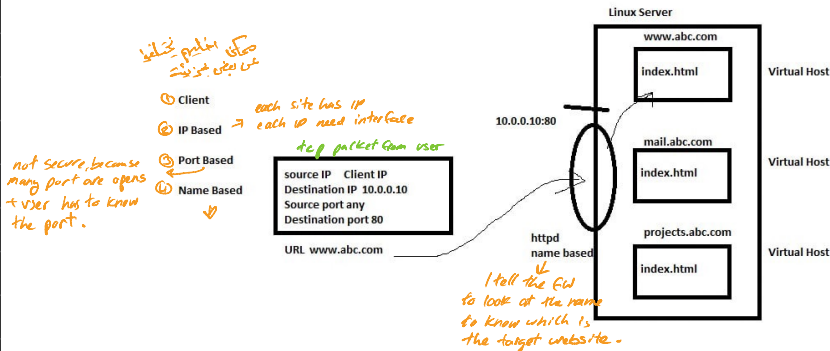 ① Client
② IP Based → each site has IP
each ip need interface
③ Port Based
④ Name Based
not secure, because
many port are opens
+ user has to know
the port.
tcp packet from user
source IP Client IP
Destination IP 10.0.0.10
Source port any
Destination port 80
URL www.abc.com
10.0.0.10:80
httpd
name based
I tell the
to look at the name
to know which is
the target website.
Linux Server
www.abc.com
index.html
Virtual Host
mail.abc.com
index.html
Virtual Host
projects.abc.com
index.html
Virtual Host